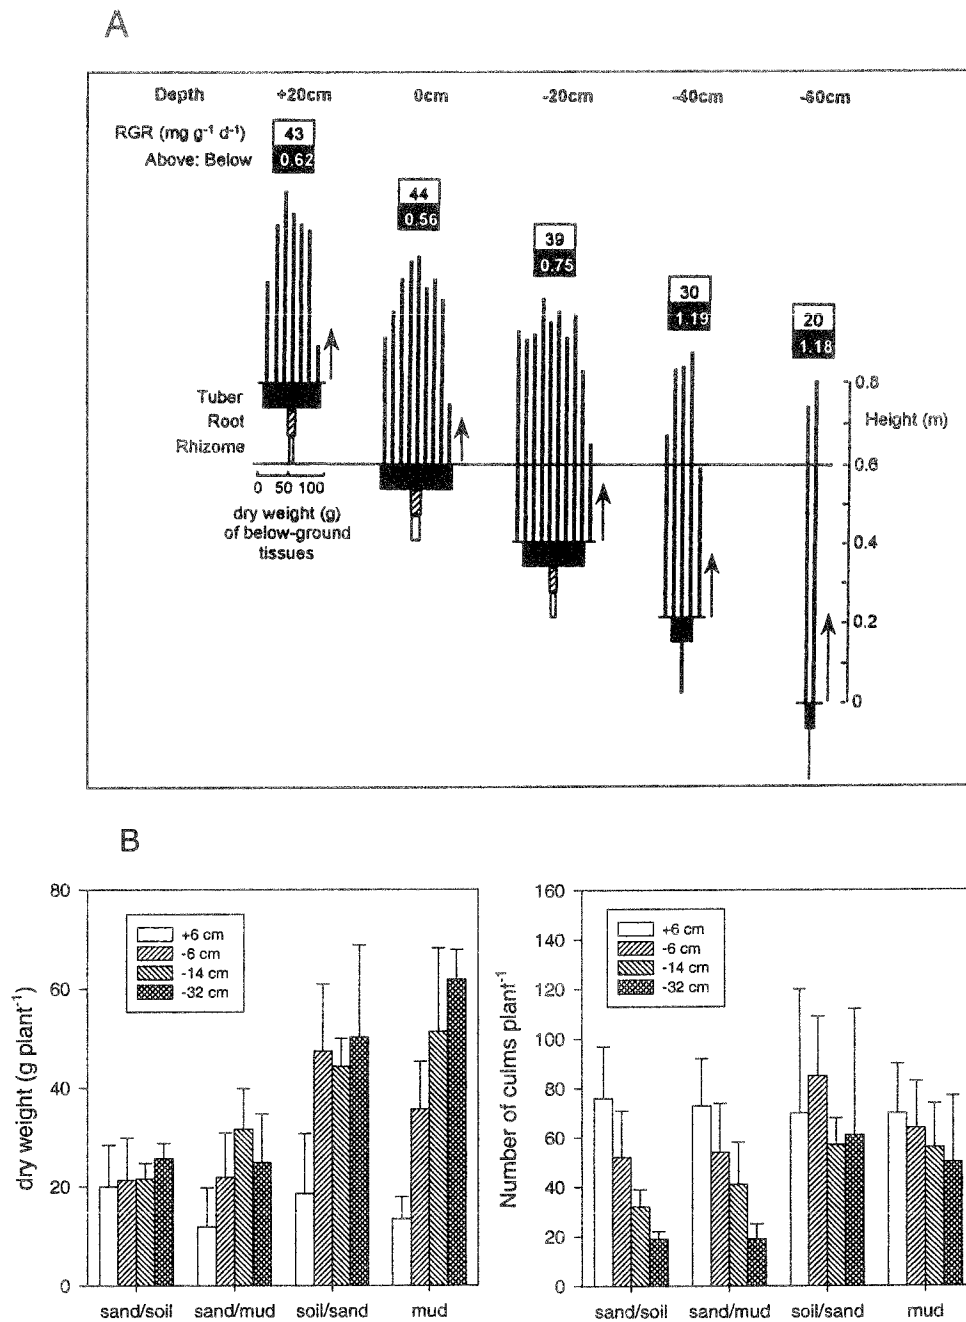 A
Depth +20cm 0cm -20cm -40cm -60cm
RGR (mg g⁻¹ d⁻¹) 43
Above: Below 0.62
44
0.56
39
0.75
30
1.19
20
1.18
Tuber
Root
Rhizome
0 50 100
dry weight (g)
of below-ground
tissues
0.8
Height (m)
0.6
0.4
0.2
0
B
80
60
40
20
0
dry weight (g plant⁻¹)
+6 cm
-6 cm
-14 cm
-32 cm
sand/soil sand/mud soil/sand mud
160
140
120
100
80
60
40
20
0
Number of culms plant⁻¹
+6 cm
-6 cm
-14 cm
-32 cm
sand/soil sand/mud soil/sand mud